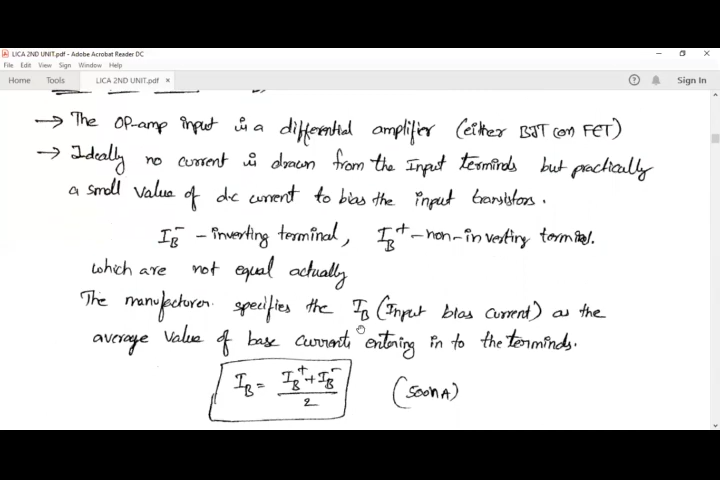 LICA 2ND UNIT.pdf - Adobe Acrobat Reader DC
File Edit View Sign Window Help
Home Tools LICA 2ND UNIT.pdf × Sign In
→ The OP-amp input is a differential amplifier (either BJT (or) FET)
→ Ideally no current is drawn from the Input terminals but practically
a small value of d.c current to bias the input transistors.
I_B^- - inverting terminal, I_B^+ - non-inverting terminal.
which are not equal actually
The manufacturer specifies the I_B (Input bias current) as the
average value of base currents entering in to the terminals.
I_B = (I_B^+ + I_B^-)/2 (500nA)